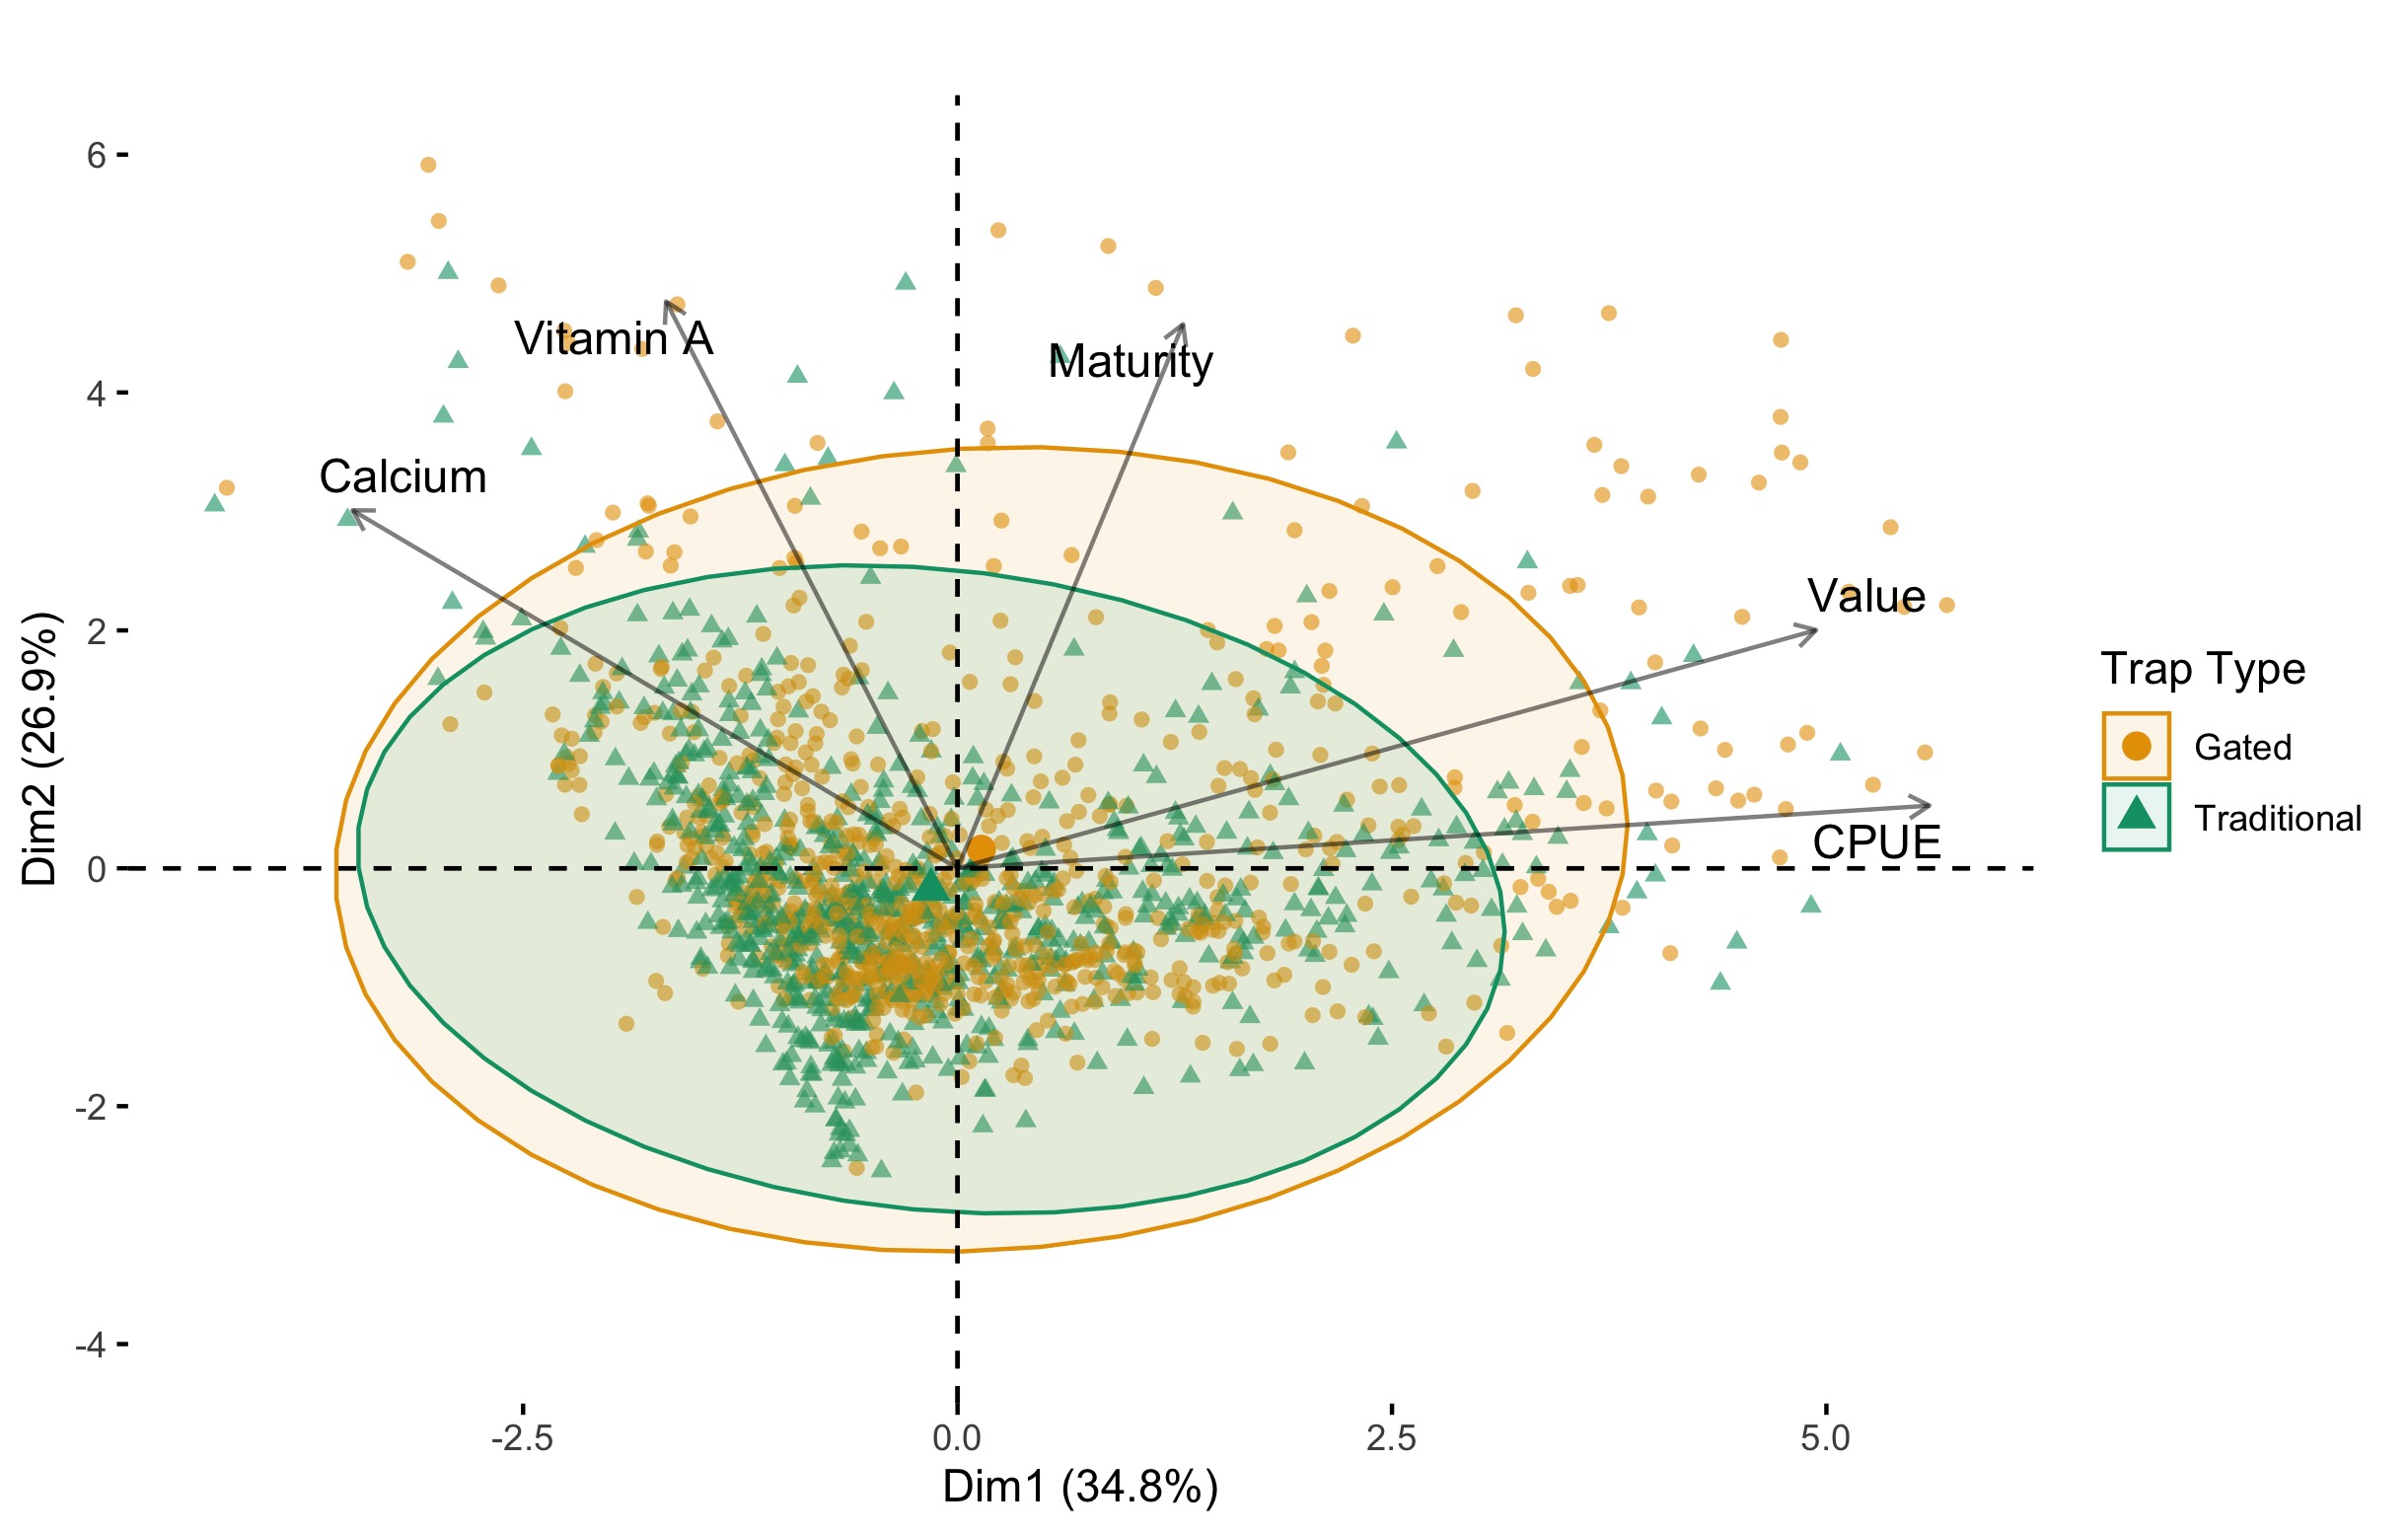 6
4
2
0
-2
-4
Dim2 (26.9%)
Vitamin A
Maturity
Calcium
Value
CPUE
Trap Type
Gated
Traditional
-2.5
0.0
2.5
5.0
Dim1 (34.8%)